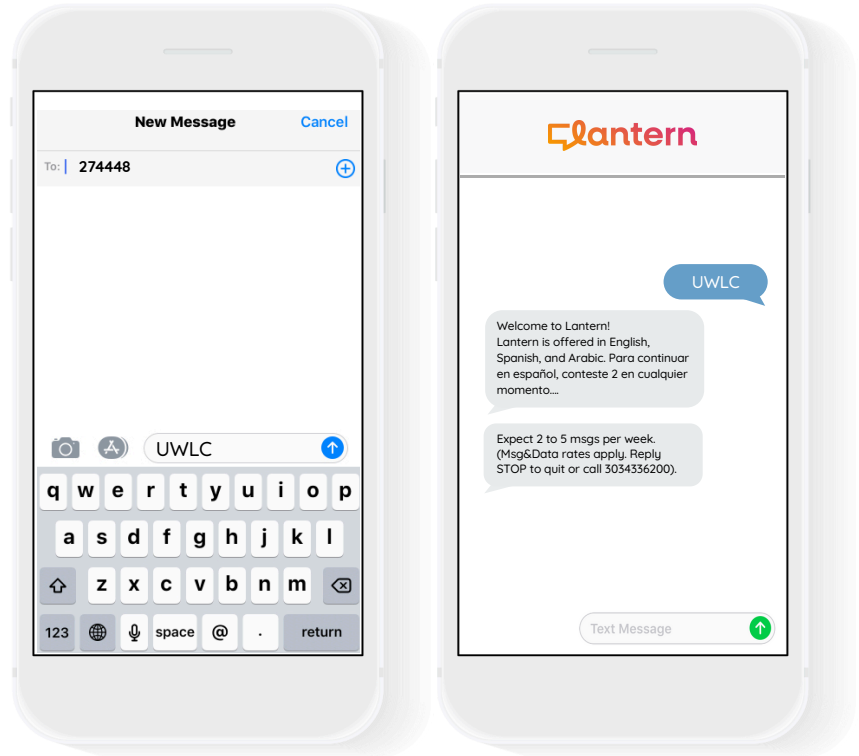 New Message Cancel
To: 274448
UWLC
q w e r t y u i o p
a s d f g h j k l
z x c v b n m
123 space @ . return
lantern
UWLC
Welcome to Lantern!
Lantern is offered in English,
Spanish, and Arabic. Para continuar
en español, conteste 2 en cualquier
momento....
Expect 2 to 5 msgs per week.
(Msg&Data rates apply. Reply
STOP to quit or call 3034336200).
Text Message